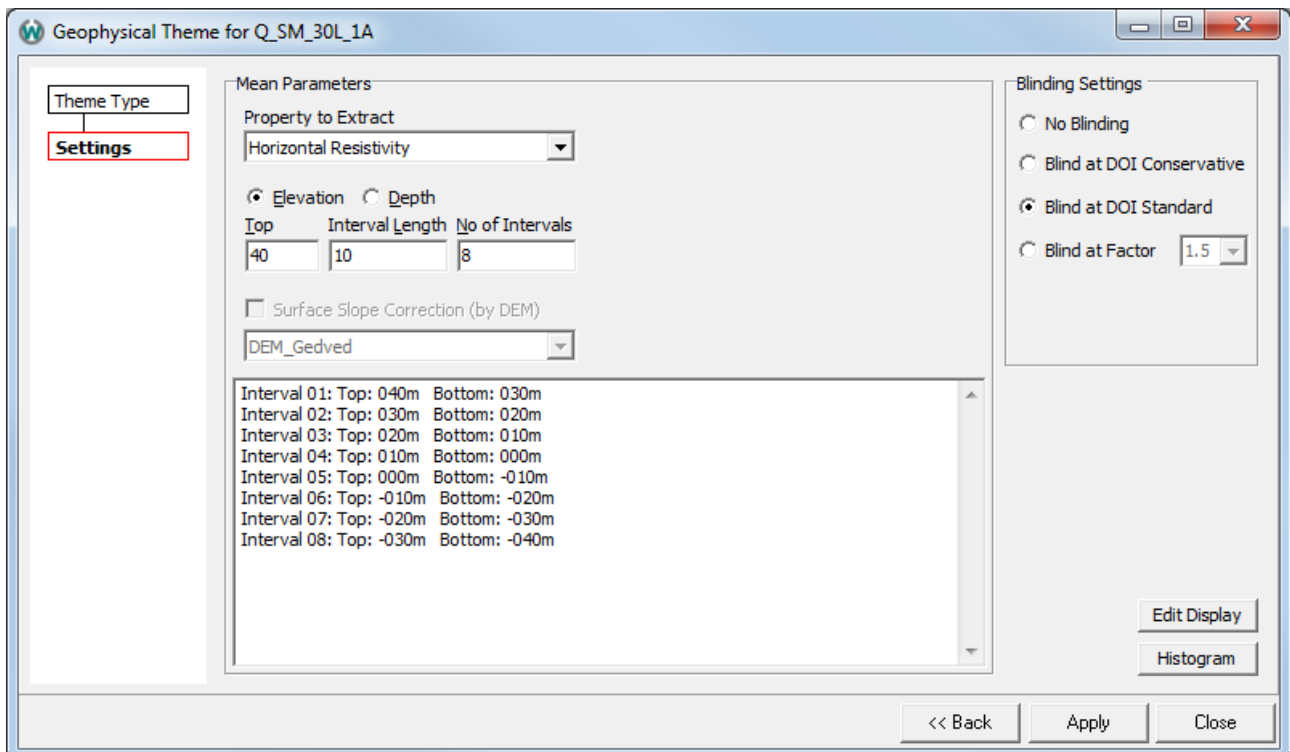 Geophysical Theme for Q_SM_30L_1A
Theme Type
Settings
Mean Parameters
Property to Extract
Horizontal Resistivity
Elevation Depth
Top Interval Length No of Intervals
40 10 8
Surface Slope Correction (by DEM)
DEM_Gedved
Interval 01: Top: 040m Bottom: 030m
Interval 02: Top: 030m Bottom: 020m
Interval 03: Top: 020m Bottom: 010m
Interval 04: Top: 010m Bottom: 000m
Interval 05: Top: 000m Bottom: -010m
Interval 06: Top: -010m Bottom: -020m
Interval 07: Top: -020m Bottom: -030m
Interval 08: Top: -030m Bottom: -040m
Blinding Settings
No Blinding
Blind at DOI Conservative
Blind at DOI Standard
Blind at Factor 1.5
Edit Display
Histogram
<< Back Apply Close